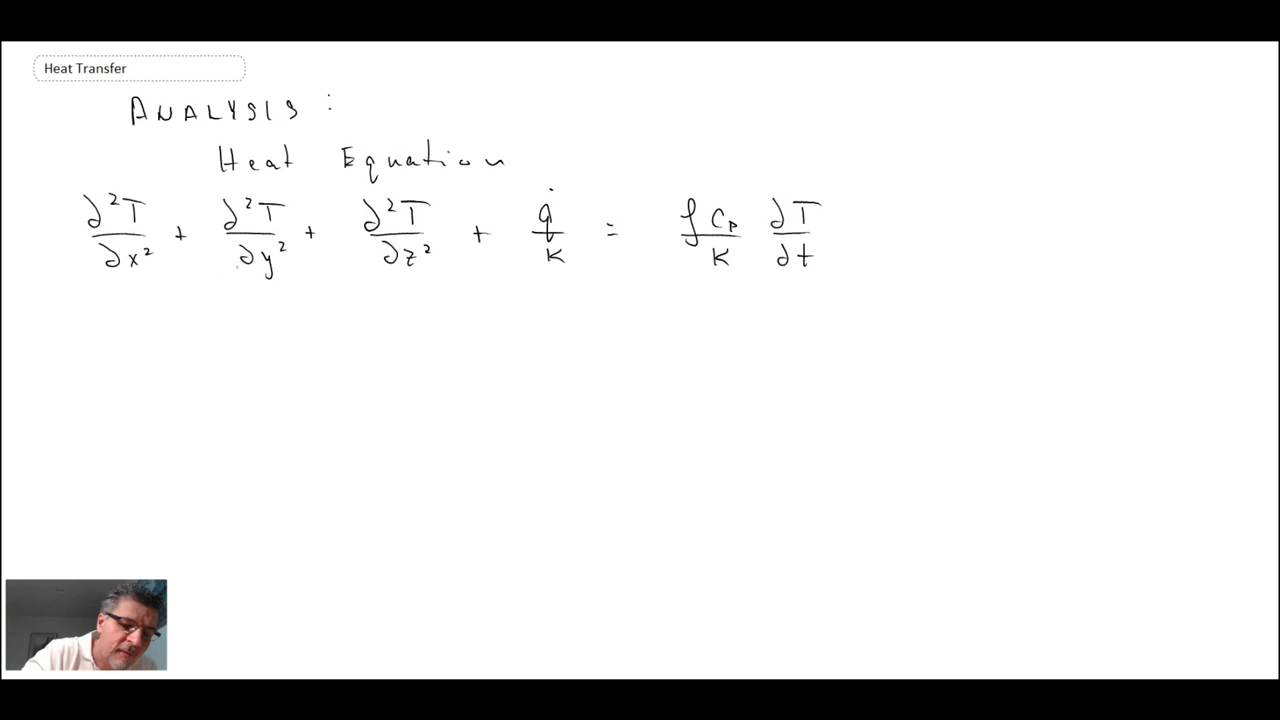 Heat Transfer
ANALYSIS :
Heat Equation
∂²T/∂x² + ∂²T/∂y² + ∂²T/∂z² + q̇/k = ρCp/k ∂T/∂t